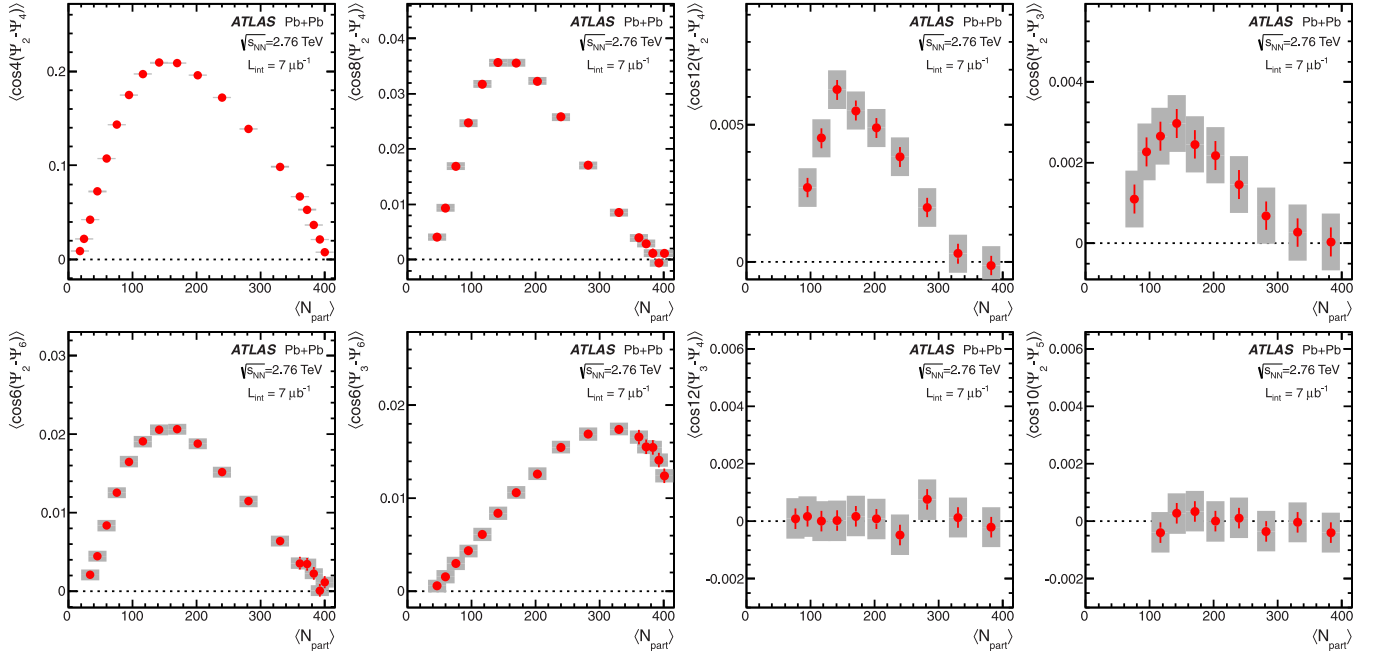 ⟨cos4(Ψ2-Ψ4)⟩
ATLAS Pb+Pb
√sNN=2.76 TeV
Lint = 7 μb-1
0.2
0.1
0
0 100 200 300 400
⟨Npart⟩
⟨cos8(Ψ2-Ψ4)⟩
ATLAS Pb+Pb
√sNN=2.76 TeV
Lint = 7 μb-1
0.04
0.02
0
0 100 200 300 400
⟨Npart⟩
⟨cos12(Ψ2-Ψ4)⟩
ATLAS Pb+Pb
√sNN=2.76 TeV
Lint = 7 μb-1
0.005
0
0 100 200 300 400
⟨Npart⟩
⟨cos6(Ψ2-Ψ3)⟩
ATLAS Pb+Pb
√sNN=2.76 TeV
Lint = 7 μb-1
0.004
0.002
0
0 100 200 300 400
⟨Npart⟩
⟨cos6(Ψ2-Ψ6)⟩
ATLAS Pb+Pb
√sNN=2.76 TeV
Lint = 7 μb-1
0.03
0.02
0.01
0
0 100 200 300 400
⟨Npart⟩
⟨cos6(Ψ3-Ψ6)⟩
ATLAS Pb+Pb
√sNN=2.76 TeV
Lint = 7 μb-1
0.02
0.01
0
0 100 200 300 400
⟨Npart⟩
⟨cos12(Ψ3-Ψ4)⟩
ATLAS Pb+Pb
√sNN=2.76 TeV
Lint = 7 μb-1
0.006
0.004
0.002
0
-0.002
0 100 200 300 400
⟨Npart⟩
⟨cos10(Ψ2-Ψ5)⟩
ATLAS Pb+Pb
√sNN=2.76 TeV
Lint = 7 μb-1
0.006
0.004
0.002
0
-0.002
0 100 200 300 400
⟨Npart⟩